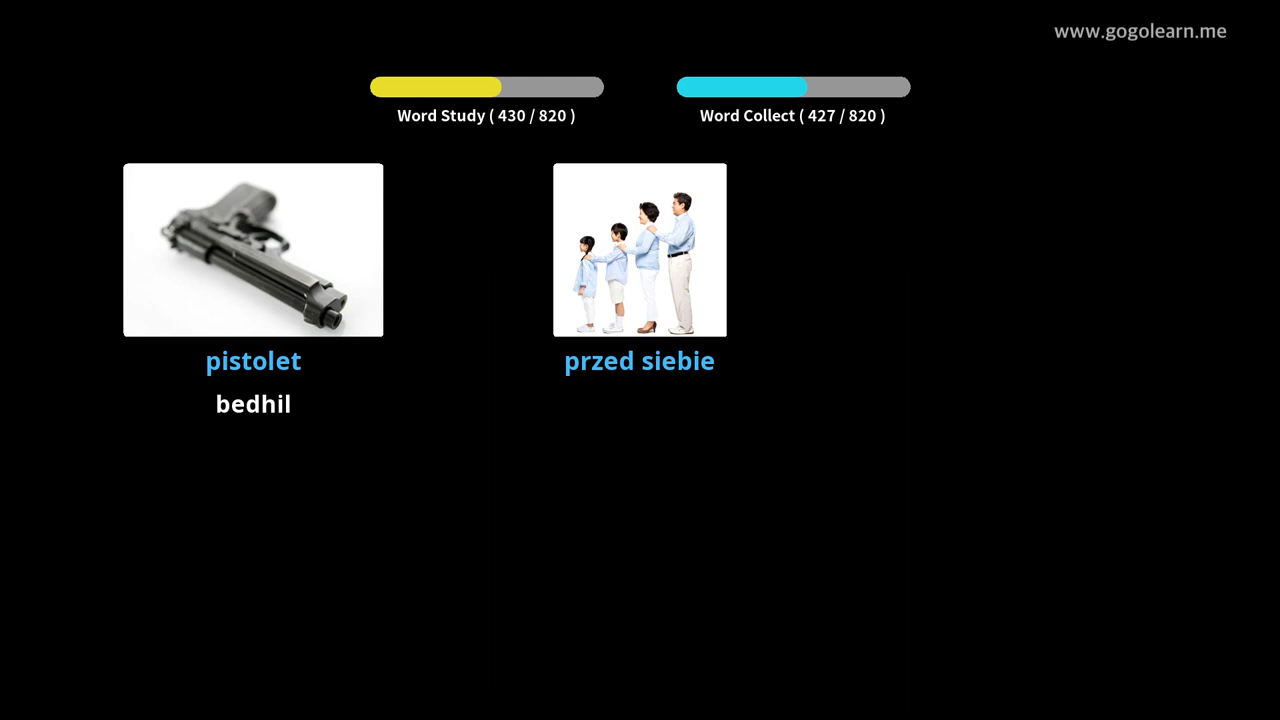 www.gogolearn.me
Word Study ( 430 / 820 )
Word Collect ( 427 / 820 )
pistolet
przed siebie
bedhil